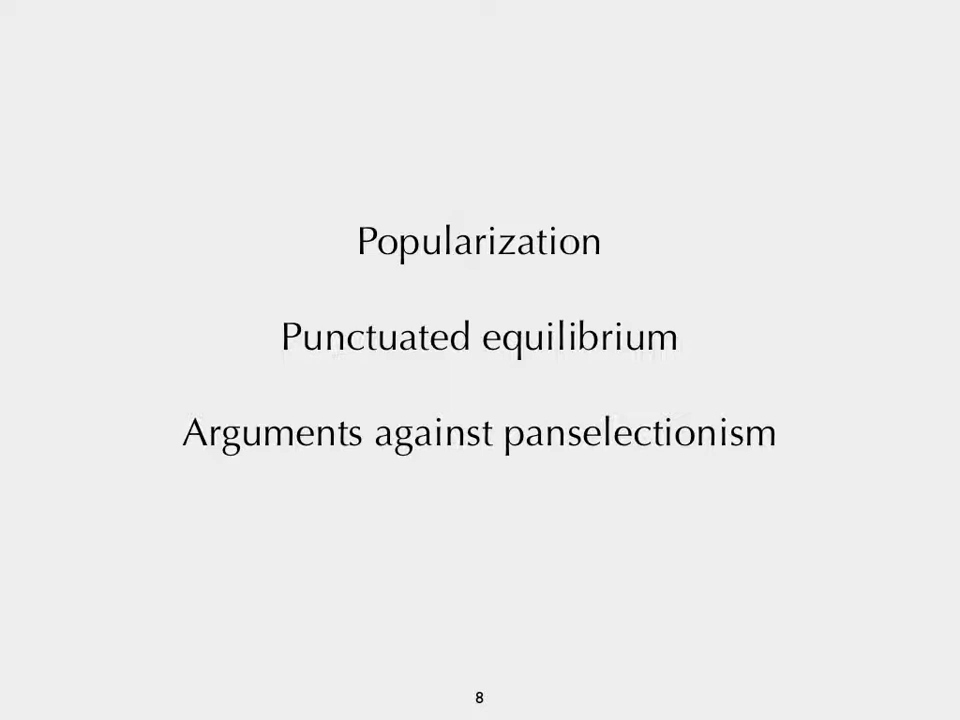 Popularization
Punctuated equilibrium
Arguments against panselectionism
8